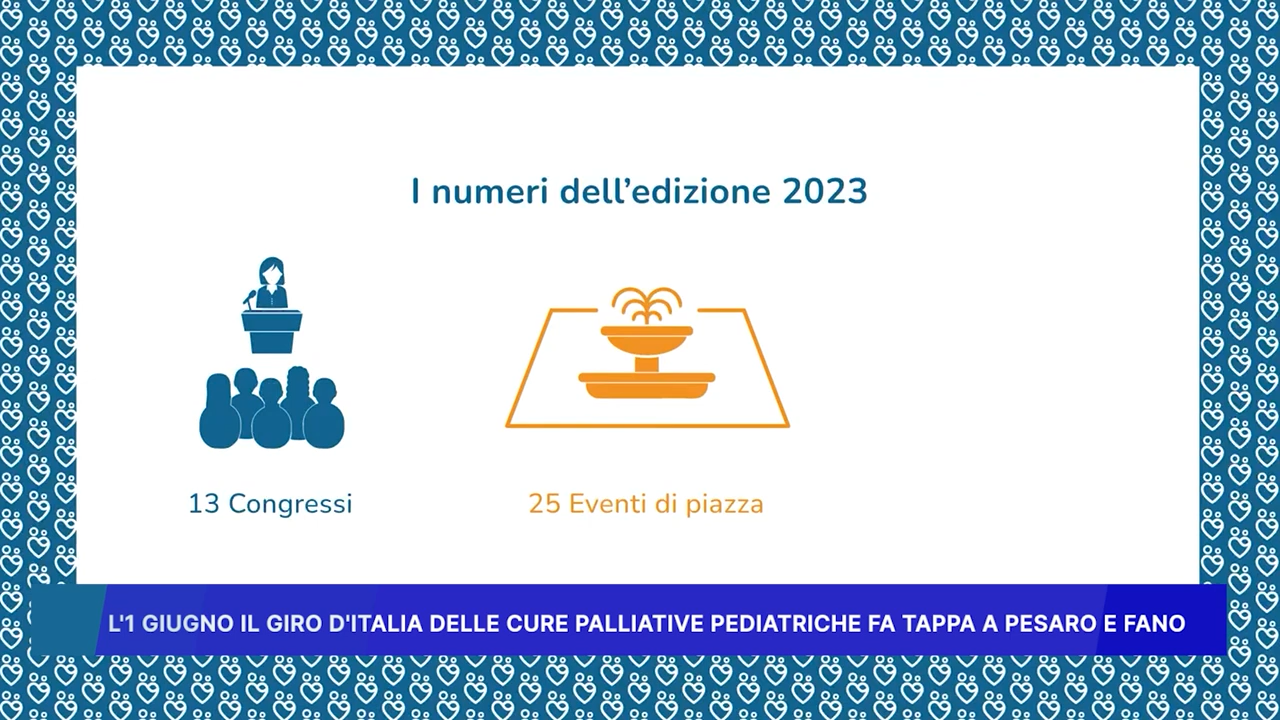 I numeri dell’edizione 2023
13 Congressi
25 Eventi di piazza
L'1 GIUGNO IL GIRO D'ITALIA DELLE CURE PALLIATIVE PEDIATRICHE FA TAPPA A PESARO E FANO